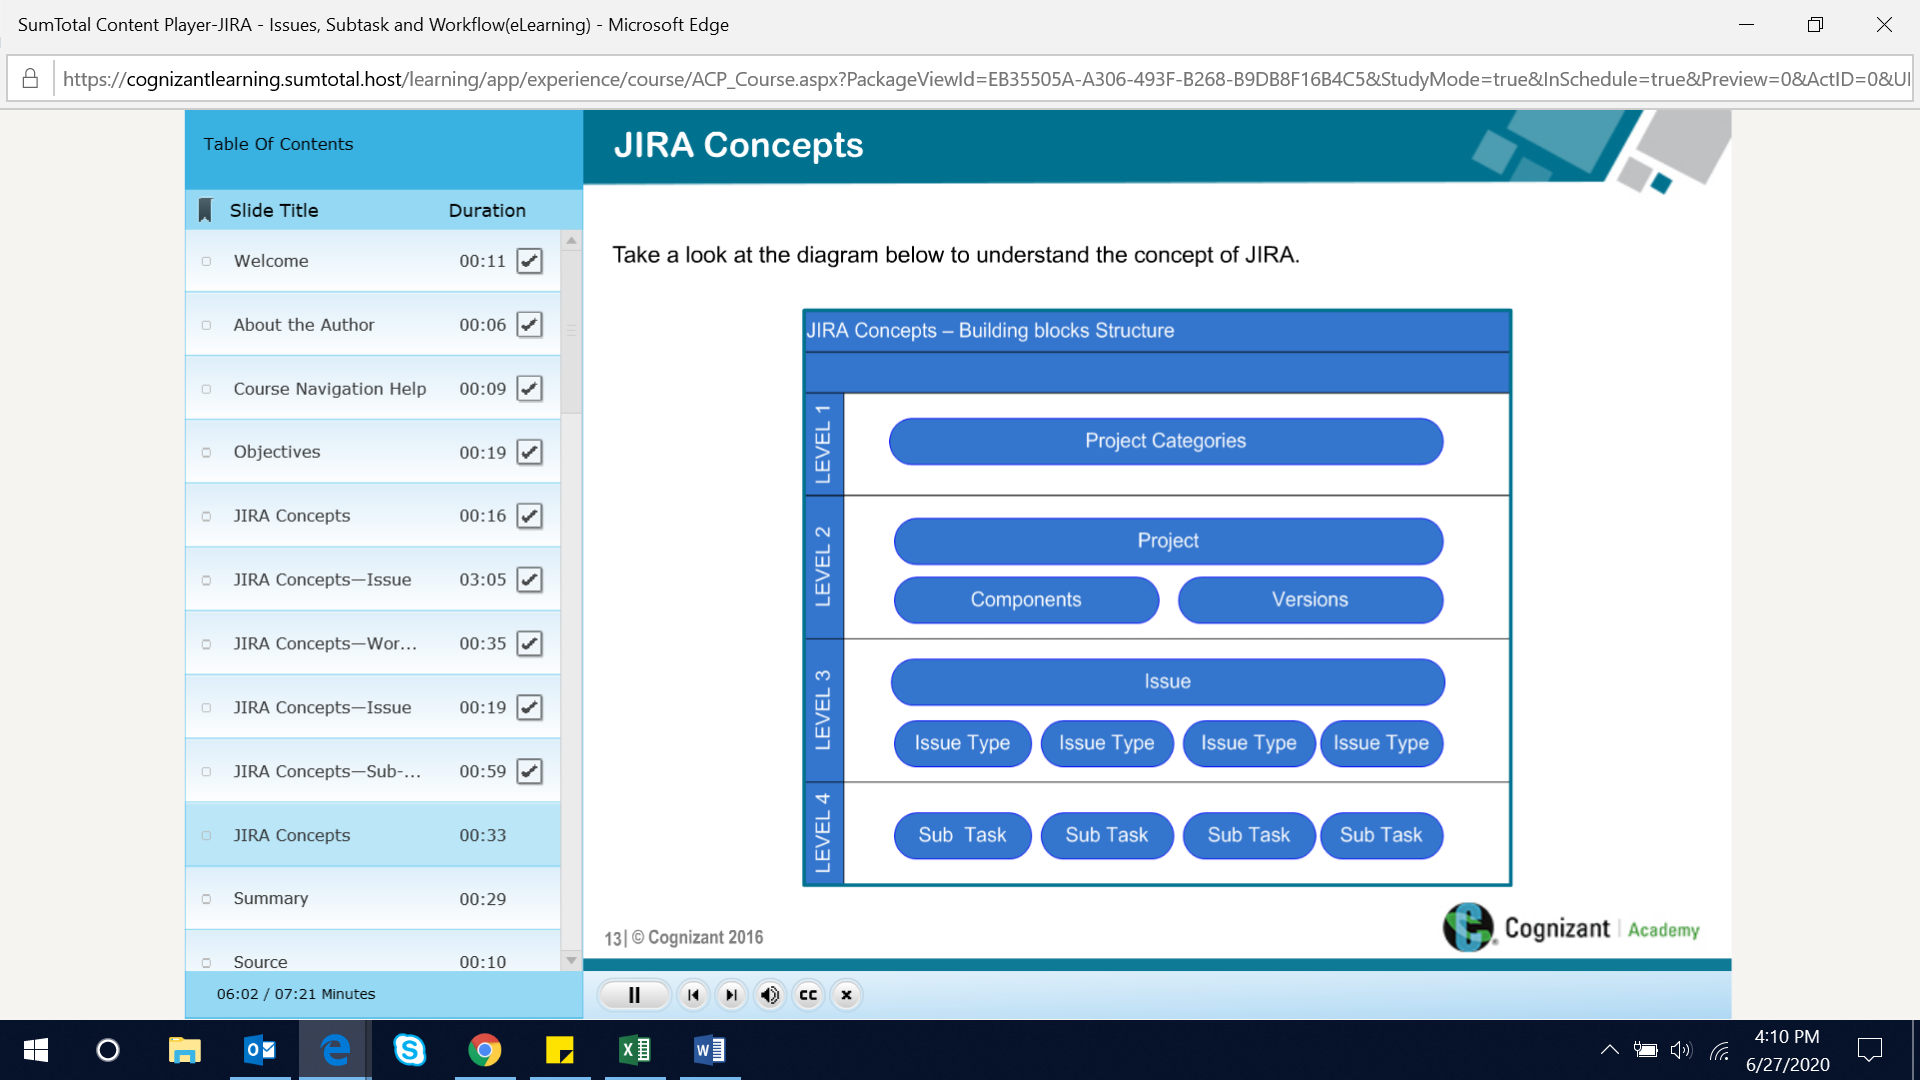 SumTotal Content Player-JIRA - Issues, Subtask and Workflow(eLearning) - Microsoft Edge
https://cognizantlearning.sumtotal.host/learning/app/experience/course/ACP_Course.aspx?PackageViewId=EB35505A-A306-493F-B268-B9DB8F16B4C5&StudyMode=true&InSchedule=true&Preview=0&ActID=0&UI
Table Of Contents
Slide Title Duration
Welcome 00:11
About the Author 00:06
Course Navigation Help 00:09
Objectives 00:19
JIRA Concepts 00:16
JIRA Concepts—Issue 03:05
JIRA Concepts—Wor... 00:35
JIRA Concepts—Issue 00:19
JIRA Concepts—Sub-... 00:59
JIRA Concepts 00:33
Summary 00:29
Source 00:10
06:02 / 07:21 Minutes
JIRA Concepts
Take a look at the diagram below to understand the concept of JIRA.
JIRA Concepts – Building blocks Structure
LEVEL 1
Project Categories
LEVEL 2
Project
Components Versions
LEVEL 3
Issue
Issue Type Issue Type Issue Type Issue Type
LEVEL 4
Sub Task Sub Task Sub Task Sub Task
13| © Cognizant 2016
Cognizant | Academy
CC
4:10 PM
6/27/2020